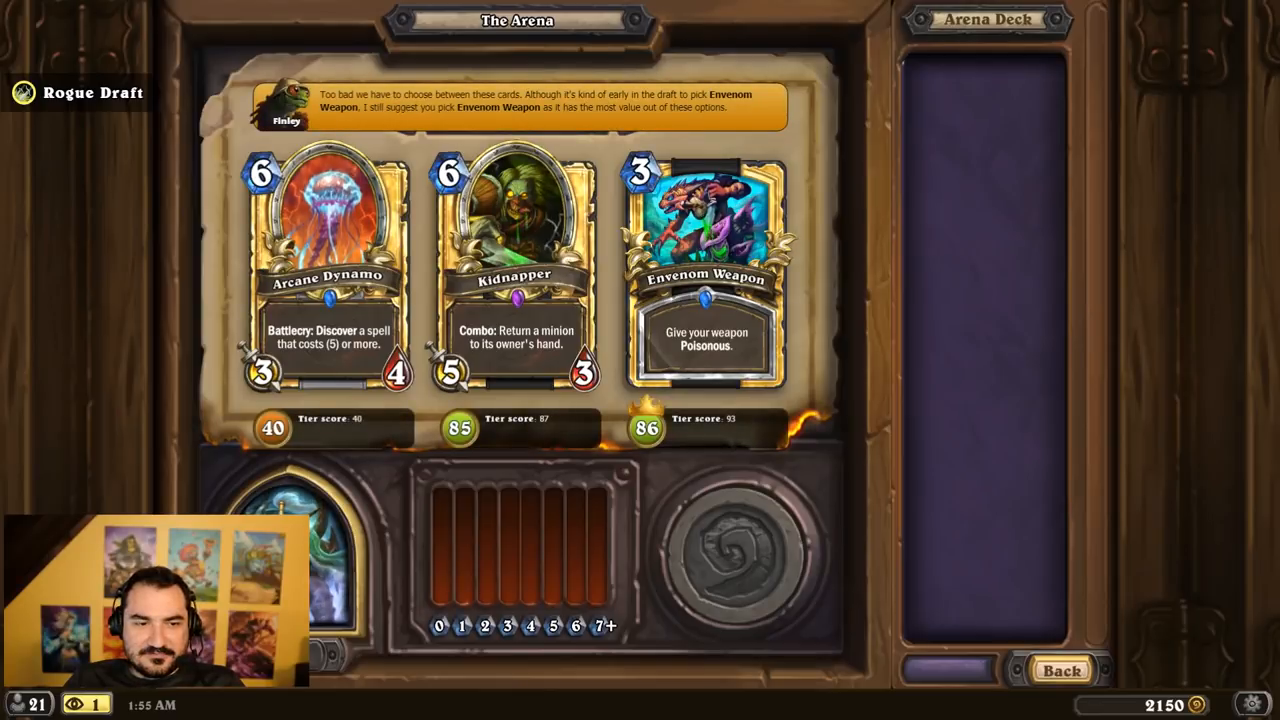 The Arena
Arena Deck
Rogue Draft
Too bad we have to choose between these cards. Although it's kind of early in the draft to pick Envenom
Weapon, I still suggest you pick Envenom Weapon as it has the most value out of these options.
Finley
6
6
3
Arcane Dynamo
Kidnapper
Envenom Weapon
Battlecry: Discover a spell
that costs (5) or more.
Combo: Return a minion
to its owner's hand.
Give your weapon
Poisonous.
3
4
5
3
40
Tier score: 40
85
Tier score: 87
86
Tier score: 93
0 1 2 3 4 5 6 7+
Back
21
1
1:55 AM
2150